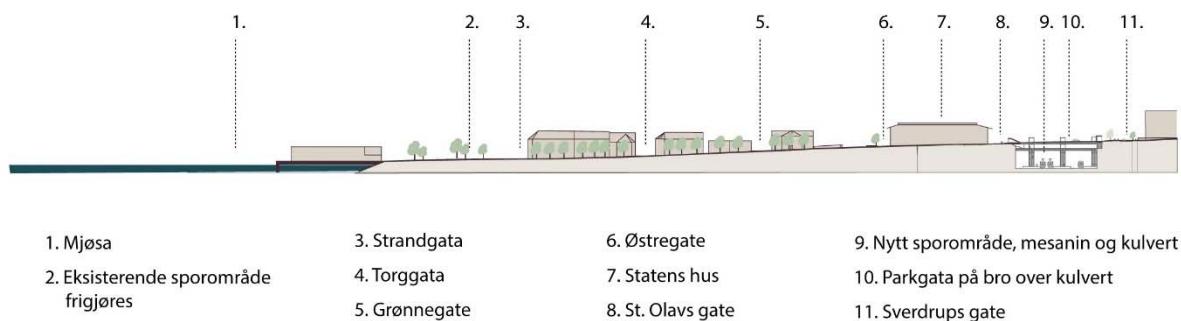 1. 2. 3. 4. 5. 6. 7. 8. 9. 10. 11.
1. Mjøsa
2. Eksisterende sporområde
frigjøres
3. Strandgata
4. Torggata
5. Grønnegate
6. Østregate
7. Statens hus
8. St. Olavs gate
9. Nytt sporområde, mesanin og kulvert
10. Parkgata på bro over kulvert
11. Sverdrups gate